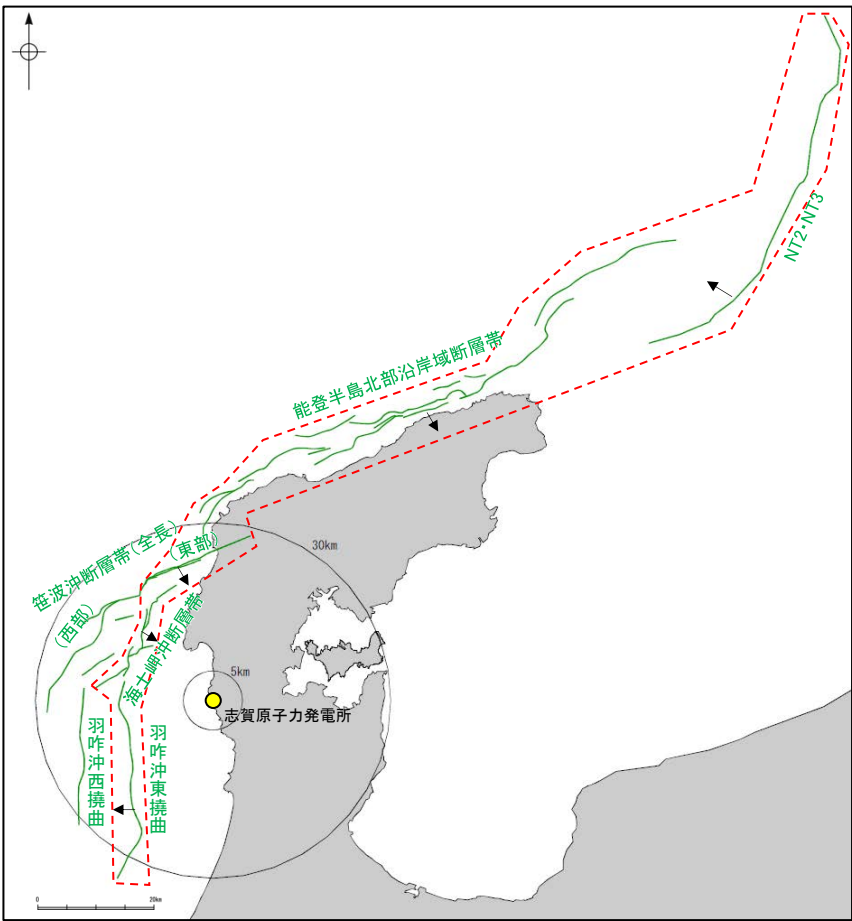 NT2・NT3
能登半島北部沿岸域断層帯
笹波沖断層帯(全長)
(東部)
(西部)
30km
海士岬沖断層帯
5km
志賀原子力発電所
羽咋沖西撓曲
羽咋沖東撓曲
0
20km